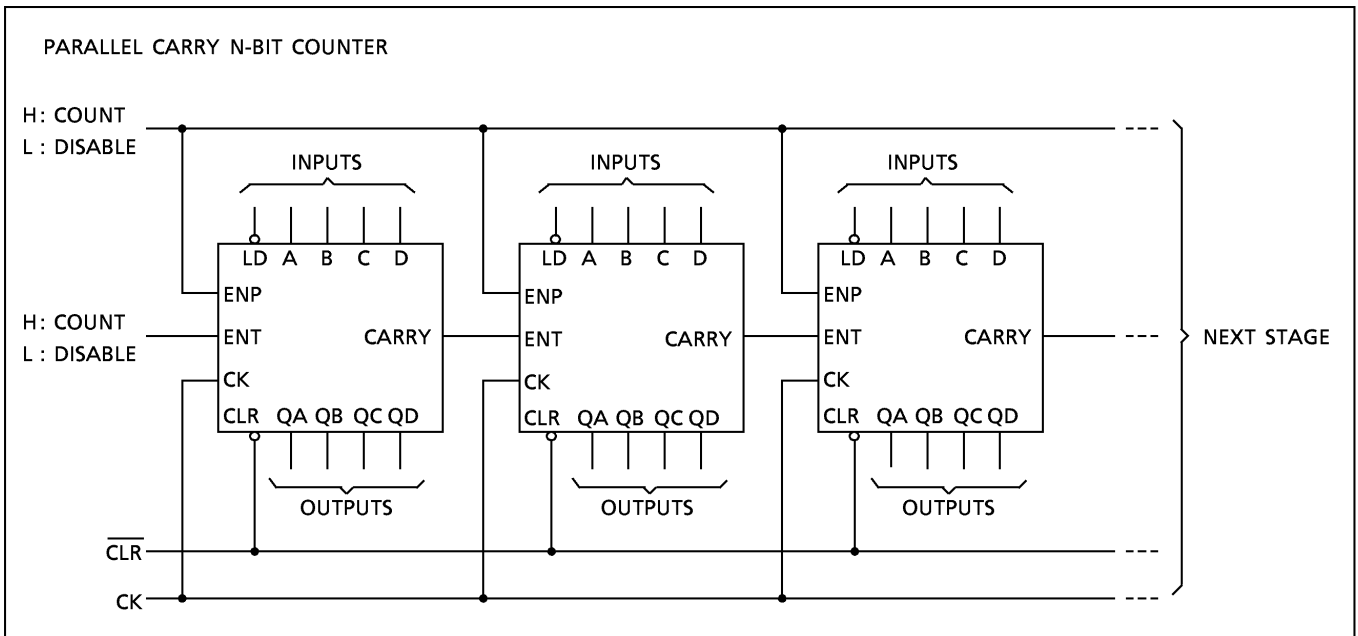 PARALLEL CARRY N-BIT COUNTER
H: COUNT
L : DISABLE
INPUTS INPUTS INPUTS
LD A B C D LD A B C D LD A B C D
ENP ENP ENP
H: COUNT
L : DISABLE
ENT CARRY ENT CARRY ENT CARRY NEXT STAGE
CK CK CK
CLR QA QB QC QD CLR QA QB QC QD CLR QA QB QC QD
OUTPUTS OUTPUTS OUTPUTS
C̅L̅R̅
CK